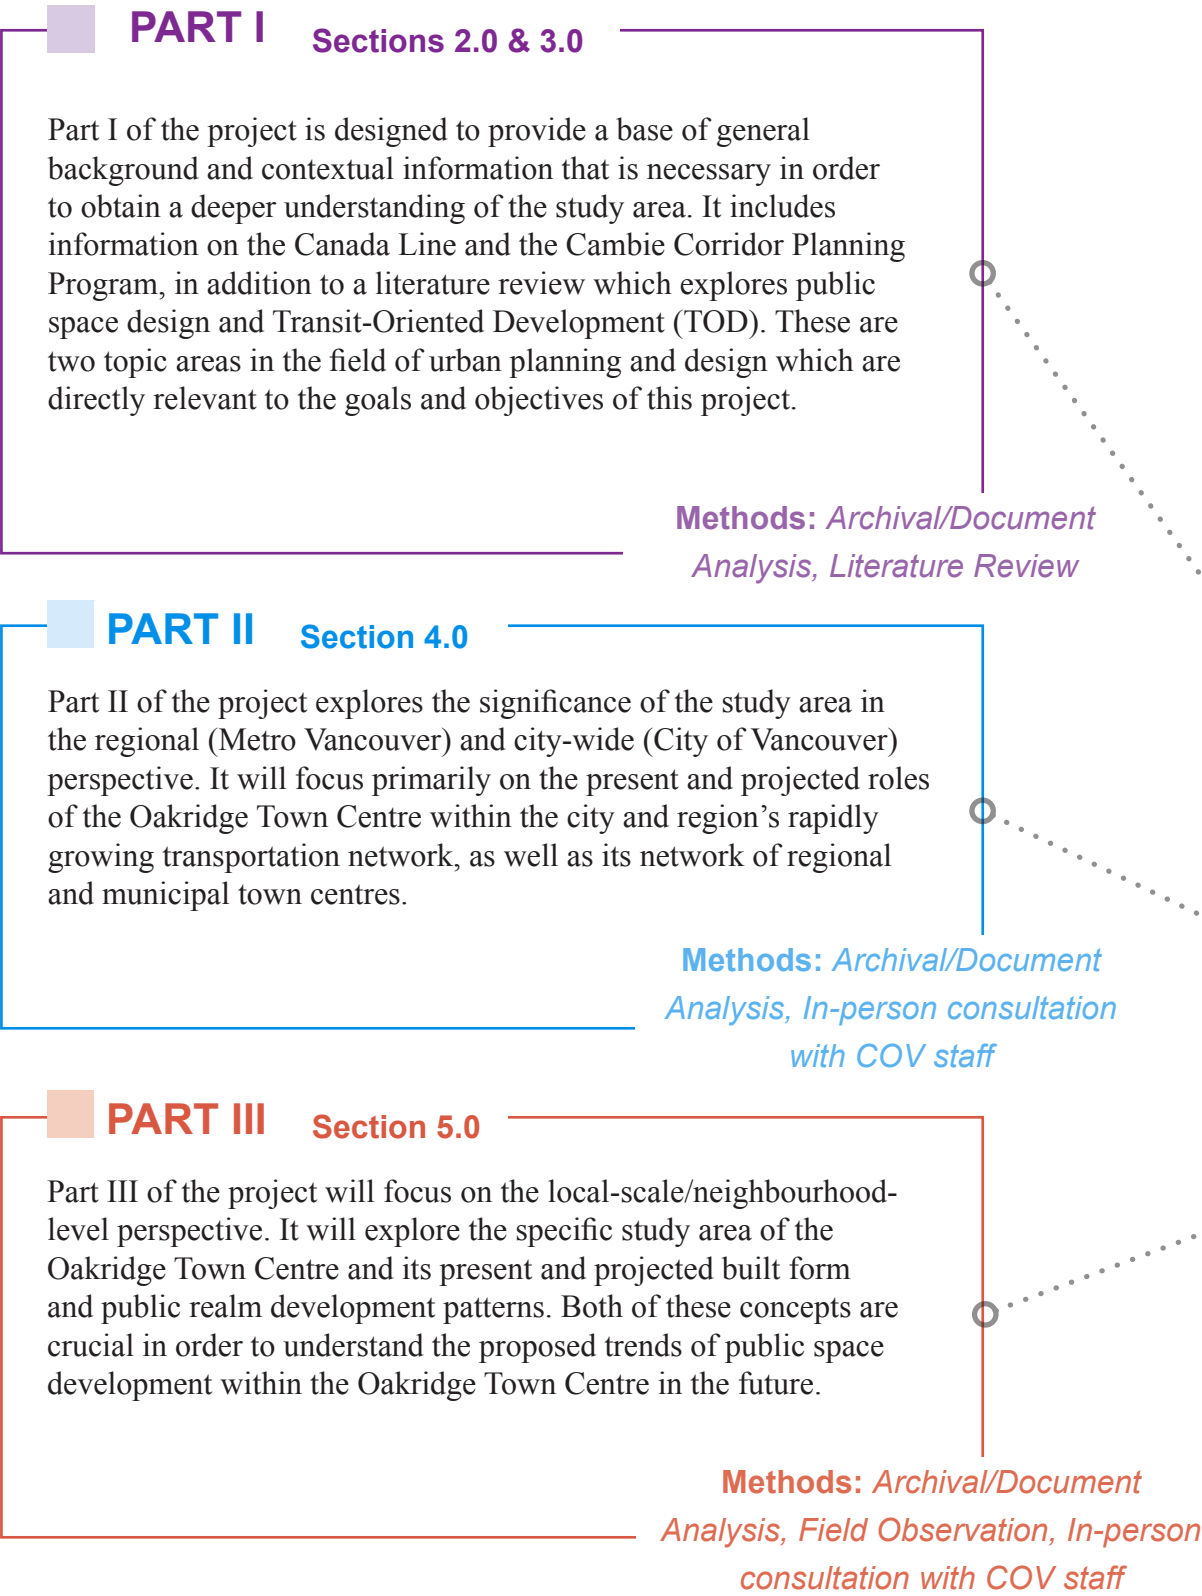 PART I Sections 2.0 & 3.0
Part I of the project is designed to provide a base of general
background and contextual information that is necessary in order
to obtain a deeper understanding of the study area. It includes
information on the Canada Line and the Cambie Corridor Planning
Program, in addition to a literature review which explores public
space design and Transit-Oriented Development (TOD). These are
two topic areas in the field of urban planning and design which are
directly relevant to the goals and objectives of this project.
Methods: Archival/Document
Analysis, Literature Review
PART II Section 4.0
Part II of the project explores the significance of the study area in
the regional (Metro Vancouver) and city-wide (City of Vancouver)
perspective. It will focus primarily on the present and projected roles
of the Oakridge Town Centre within the city and region’s rapidly
growing transportation network, as well as its network of regional
and municipal town centres.
Methods: Archival/Document
Analysis, In-person consultation
with COV staff
PART III Section 5.0
Part III of the project will focus on the local-scale/neighbourhood-
level perspective. It will explore the specific study area of the
Oakridge Town Centre and its present and projected built form
and public realm development patterns. Both of these concepts are
crucial in order to understand the proposed trends of public space
development within the Oakridge Town Centre in the future.
Methods: Archival/Document
Analysis, Field Observation, In-person
consultation with COV staff